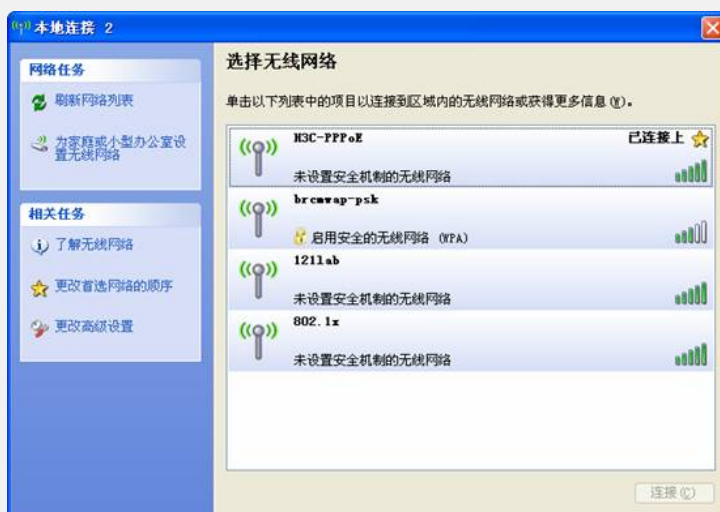 本地连接 2
网络任务
刷新网络列表
为家庭或小型办公室设
置无线网络
相关任务
了解无线网络
更改首选网络的顺序
更改高级设置
选择无线网络
单击以下列表中的项目以连接到区域内的无线网络或获得更多信息(W)。
H3C-PPPoE 已连接上
未设置安全机制的无线网络
brcmwap-psk
启用安全的无线网络 (WPA)
1211ab
未设置安全机制的无线网络
802.1x
未设置安全机制的无线网络
连接(C)